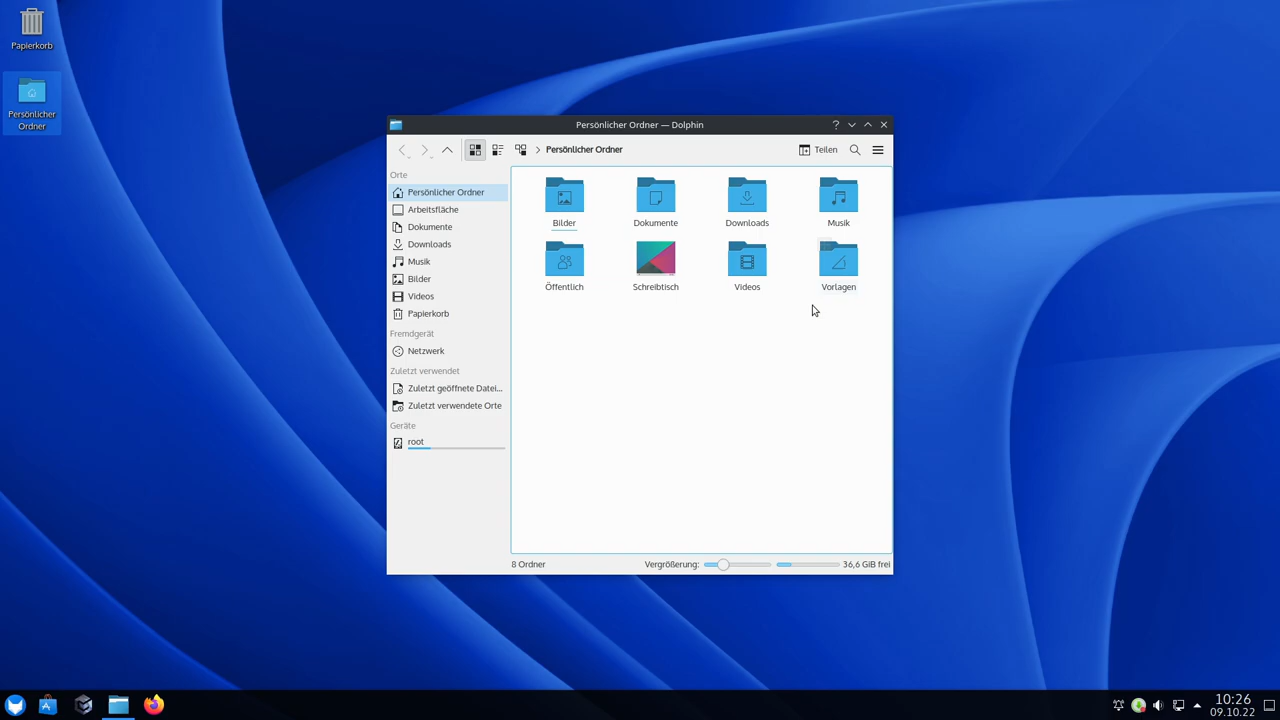 Papierkorb
Persönlicher
Ordner
Persönlicher Ordner — Dolphin
Persönlicher Ordner
Teilen
Orte
Persönlicher Ordner
Arbeitsfläche
Dokumente
Downloads
Musik
Bilder
Videos
Papierkorb
Fremdgerät
Netzwerk
Zuletzt verwendet
Zuletzt geöffnete Datei...
Zuletzt verwendete Orte
Geräte
root
Bilder
Dokumente
Downloads
Musik
Öffentlich
Schreibtisch
Videos
Vorlagen
8 Ordner
Vergrößerung:
36,6 GiB frei
10:26
09.10.22